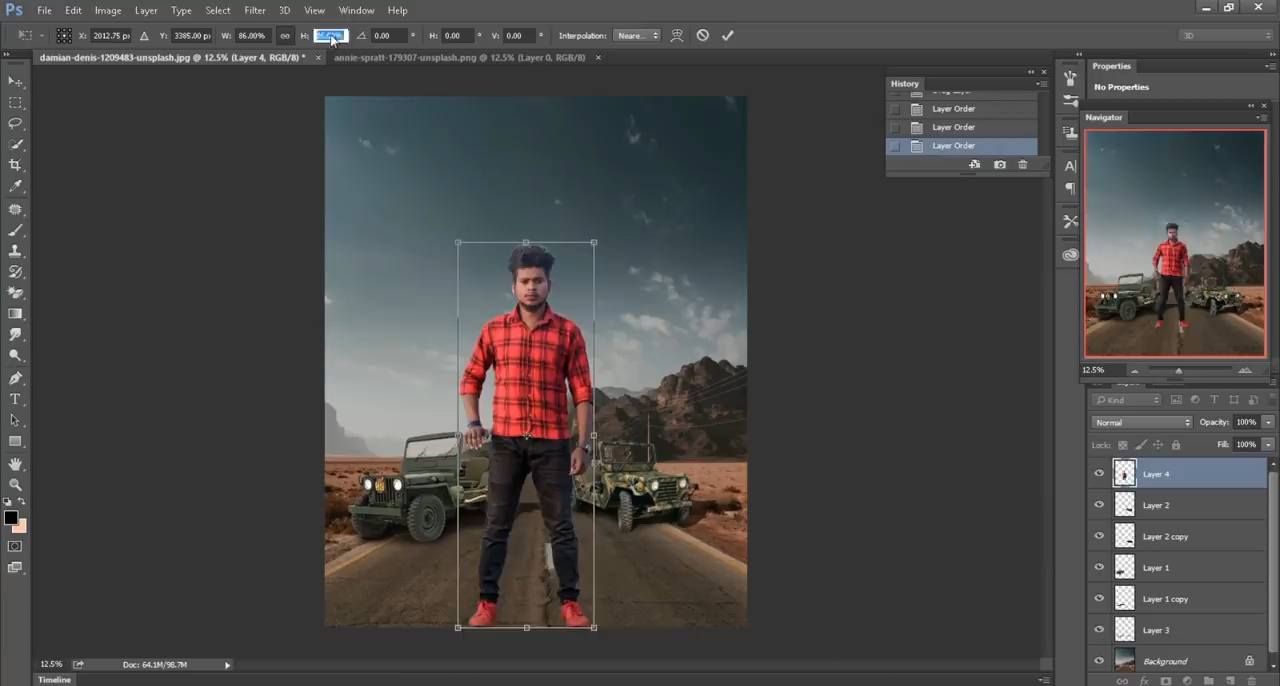 Ps File Edit Image Layer Type Select Filter 3D View Window Help
X: 2012.75 px Y: 3385.00 px W: 86.00% H: 0.00 ° H: 0.00 ° V: 0.00 ° Interpolation: Neare... 3D
damian-denis-1209483-unsplash.jpg @ 12.5% (Layer 4, RGB/8) * × annie-spratt-179307-unsplash.png @ 12.5% (Layer 0, RGB/8) ×
Properties
No Properties
History
Layer Order
Layer Order
Layer Order
Navigator
12.5%
Kind
Normal Opacity: 100%
Lock: Fill: 100%
Layer 4
Layer 2
Layer 2 copy
Layer 1
Layer 1 copy
Layer 3
Background
12.5% Doc: 64.1M/98.7M
Timeline